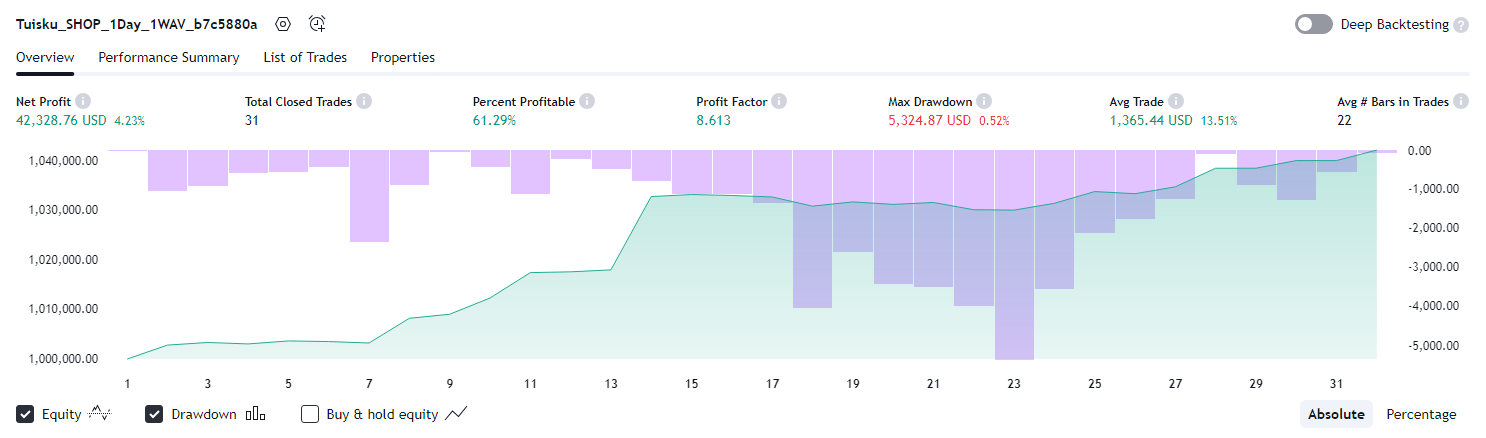 Tuisku_SHOP_1Day_1WAV_b7c5880a Deep Backtesting ?
Overview Performance Summary List of Trades Properties
Net Profit Total Closed Trades Percent Profitable Profit Factor Max Drawdown Avg Trade Avg # Bars in Trades
42,328.76 USD 4.23% 31 61.29% 8.613 5,324.87 USD 0.52% 1,365.44 USD 13.51% 22
1,040,000.00 0.00
-1,000.00
1,030,000.00
-2,000.00
1,020,000.00
-3,000.00
1,010,000.00 -4,000.00
-5,000.00
1,000,000.00
1 3 5 7 9 11 13 15 17 19 21 23 25 27 29 31
Equity Drawdown Buy & hold equity Absolute Percentage